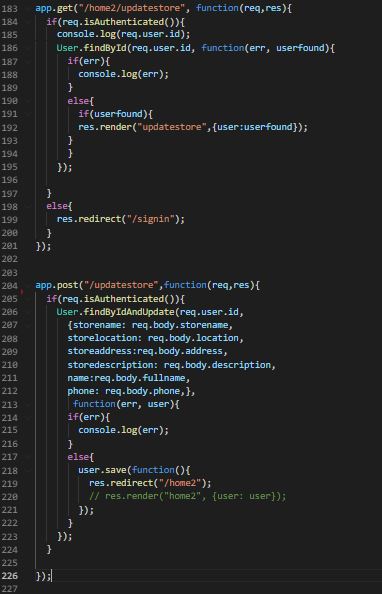 183 app.get("/home2/updatestore", function(req,res){
184   if(req.isAuthenticated()){
185     console.log(req.user.id);
186     User.findById(req.user.id, function(err, userfound){
187       if(err){
188         console.log(err);
189       }
190       else{
191         if(userfound){
192         res.render("updatestore",{user:userfound});
193       }
194       }
195     });
196
197   }
198   else{
199     res.redirect("/signin");
200   }
201 });
202
203
204 app.post("/updatestore",function(req,res){
205   if(req.isAuthenticated()){
206     User.findByIdAndUpdate(req.user.id,
207       {storename: req.body.storename,
208       storelocation: req.body.location,
209       storeaddress:req.body.address,
210       storedescription: req.body.description,
211       name:req.body.fullname,
212       phone: req.body.phone,},
213        function(err, user){
214       if(err){
215         console.log(err);
216       }
217       else{
218         user.save(function(){
219           res.redirect("/home2");
220           // res.render("home2", {user: user});
221         });
222       }
223     });
224   }
225
226 });
227